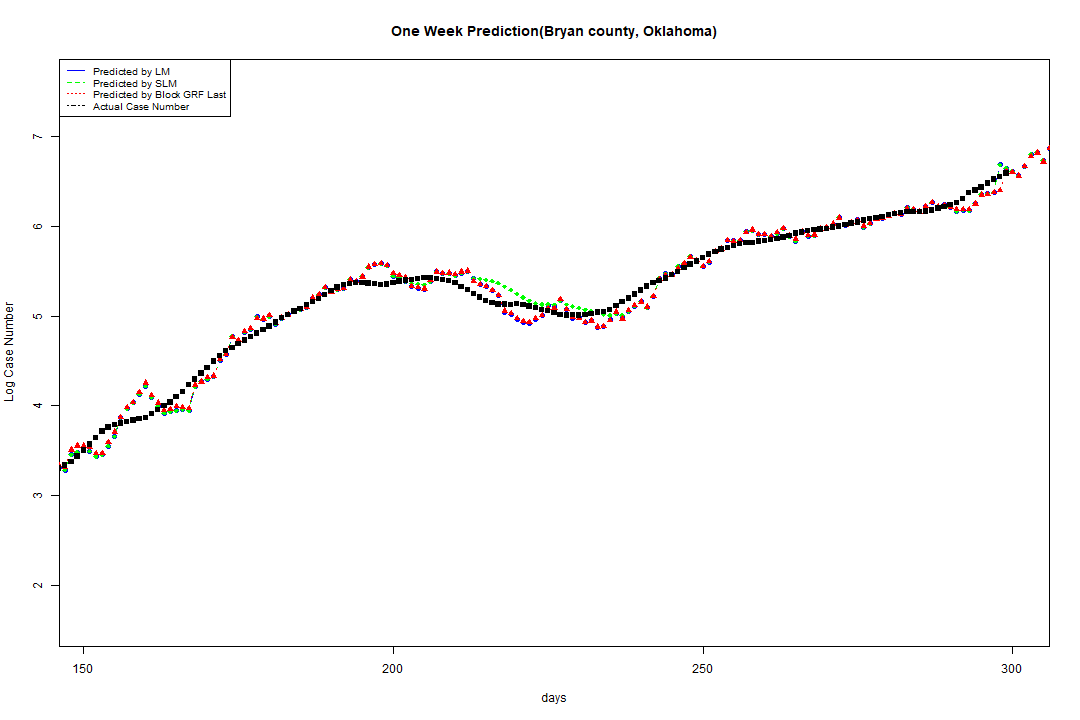 One Week Prediction(Bryan county, Oklahoma)
Predicted by LM
Predicted by SLM
Predicted by Block GRF Last
Actual Case Number
7
6
5
4
3
2
Log Case Number
150 200 250 300
days